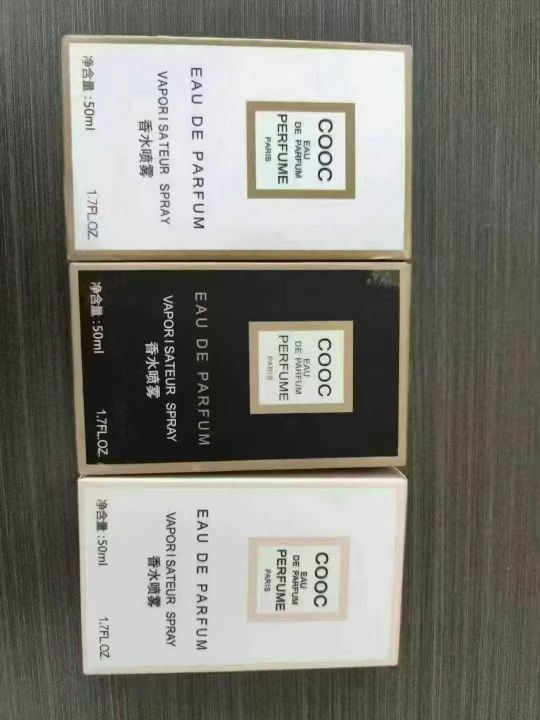 COOC
EAU
DE PARFUM
PERFUME
PARIS
EAU DE PARFUM
VAPORISATEUR SPRAY
香水喷雾
净含量:50ml
1.7FL.OZ.
COOC
EAU
DE PARFUM
PERFUME
PARIS
EAU DE PARFUM
VAPORISATEUR SPRAY
香水喷雾
净含量:50ml
1.7FL.OZ.
COOC
EAU
DE PARFUM
PERFUME
PARIS
EAU DE PARFUM
VAPORISATEUR SPRAY
香水喷雾
净含量:50ml
1.7FL.OZ.